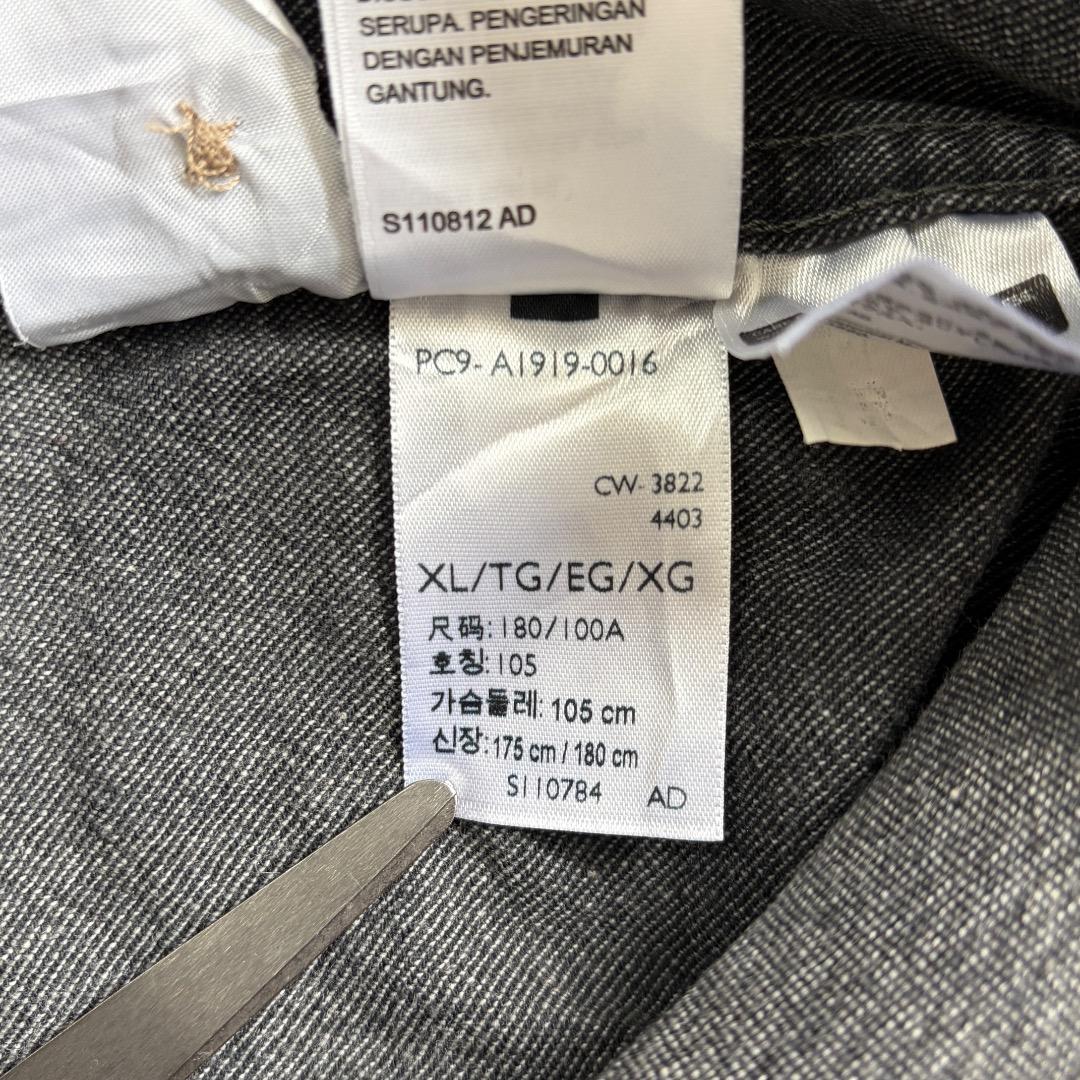 SERUPA. PENGERINGAN
DENGAN PENJEMURAN
GANTUNG.
S110812 AD
PC9- A1919-0016
CW- 3822
4403
XL/TG/EG/XG
尺码:180/100A
호칭:105
가슴둘레: 105 cm
신장:175 cm / 180 cm
S110784 AD